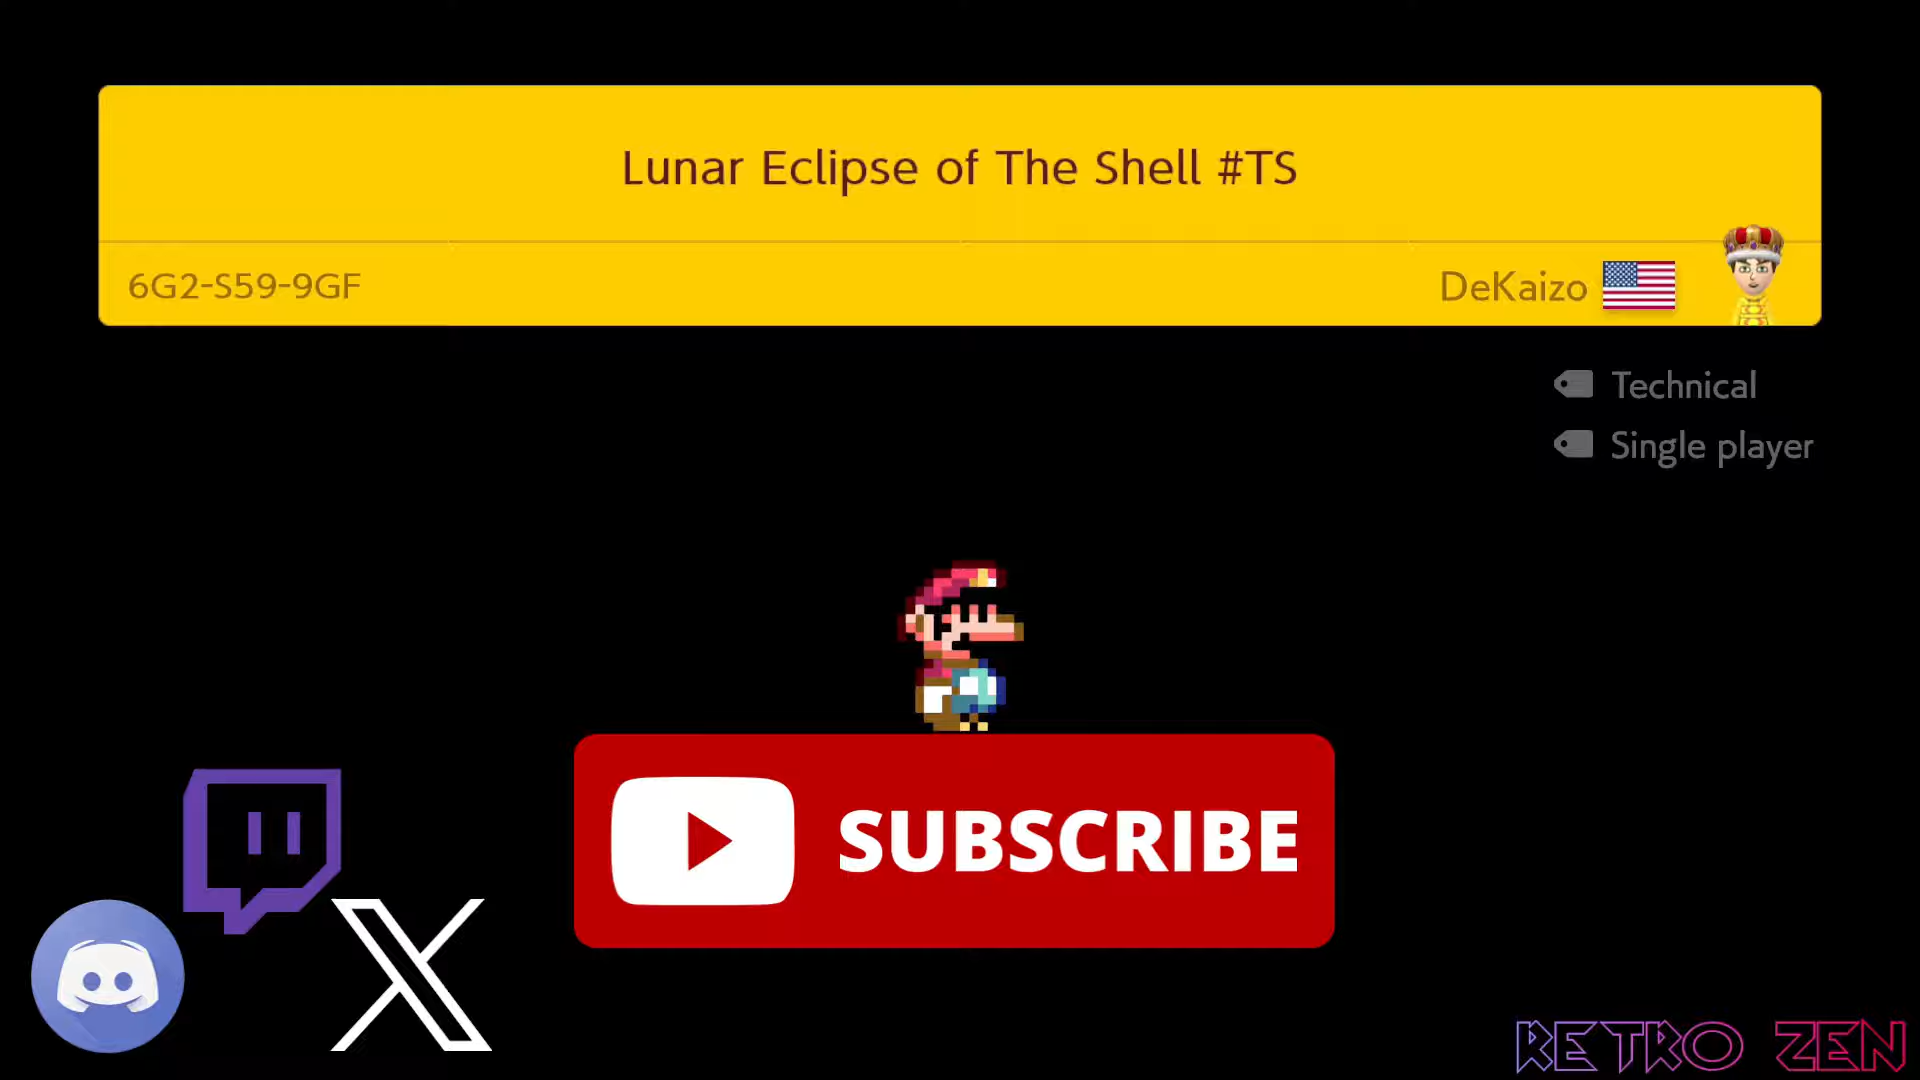 Lunar Eclipse of The Shell #TS
6G2-S59-9GF
DeKaizo
Technical
Single player
SUBSCRIBE
RETRO ZEN